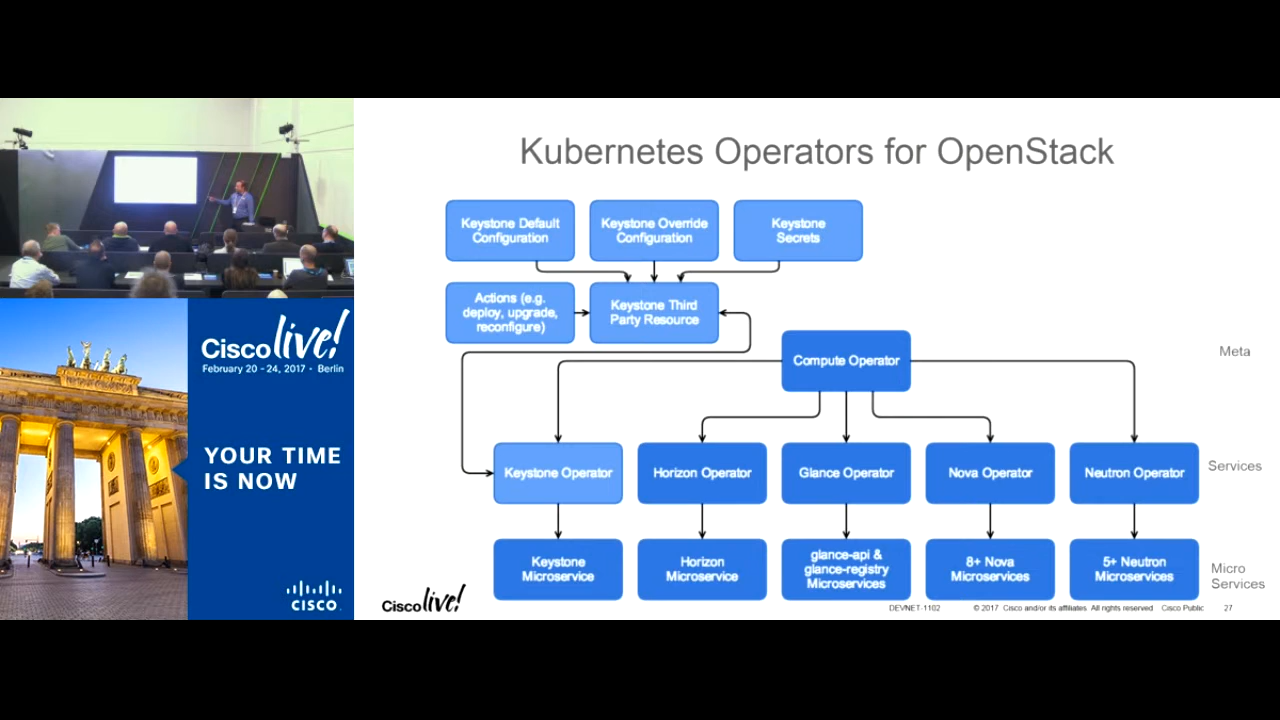 Kubernetes Operators for OpenStack
Keystone Default
Configuration
Keystone Override
Configuration
Keystone
Secrets
Actions (e.g.
deploy, upgrade,
reconfigure)
Keystone Third
Party Resource
Compute Operator
Meta
Keystone Operator
Horizon Operator
Glance Operator
Nova Operator
Neutron Operator
Services
Keystone
Microservice
Horizon
Microservice
glance-api &
glance-registry
Microservices
8+ Nova
Microservices
5+ Neutron
Microservices
Micro
Services
Cisco live!
DEVNET-1102
© 2017 Cisco and/or its affiliates. All rights reserved
Cisco Public
27
Cisco live!
February 20 - 24, 2017 · Berlin
YOUR TIME
IS NOW
CISCO